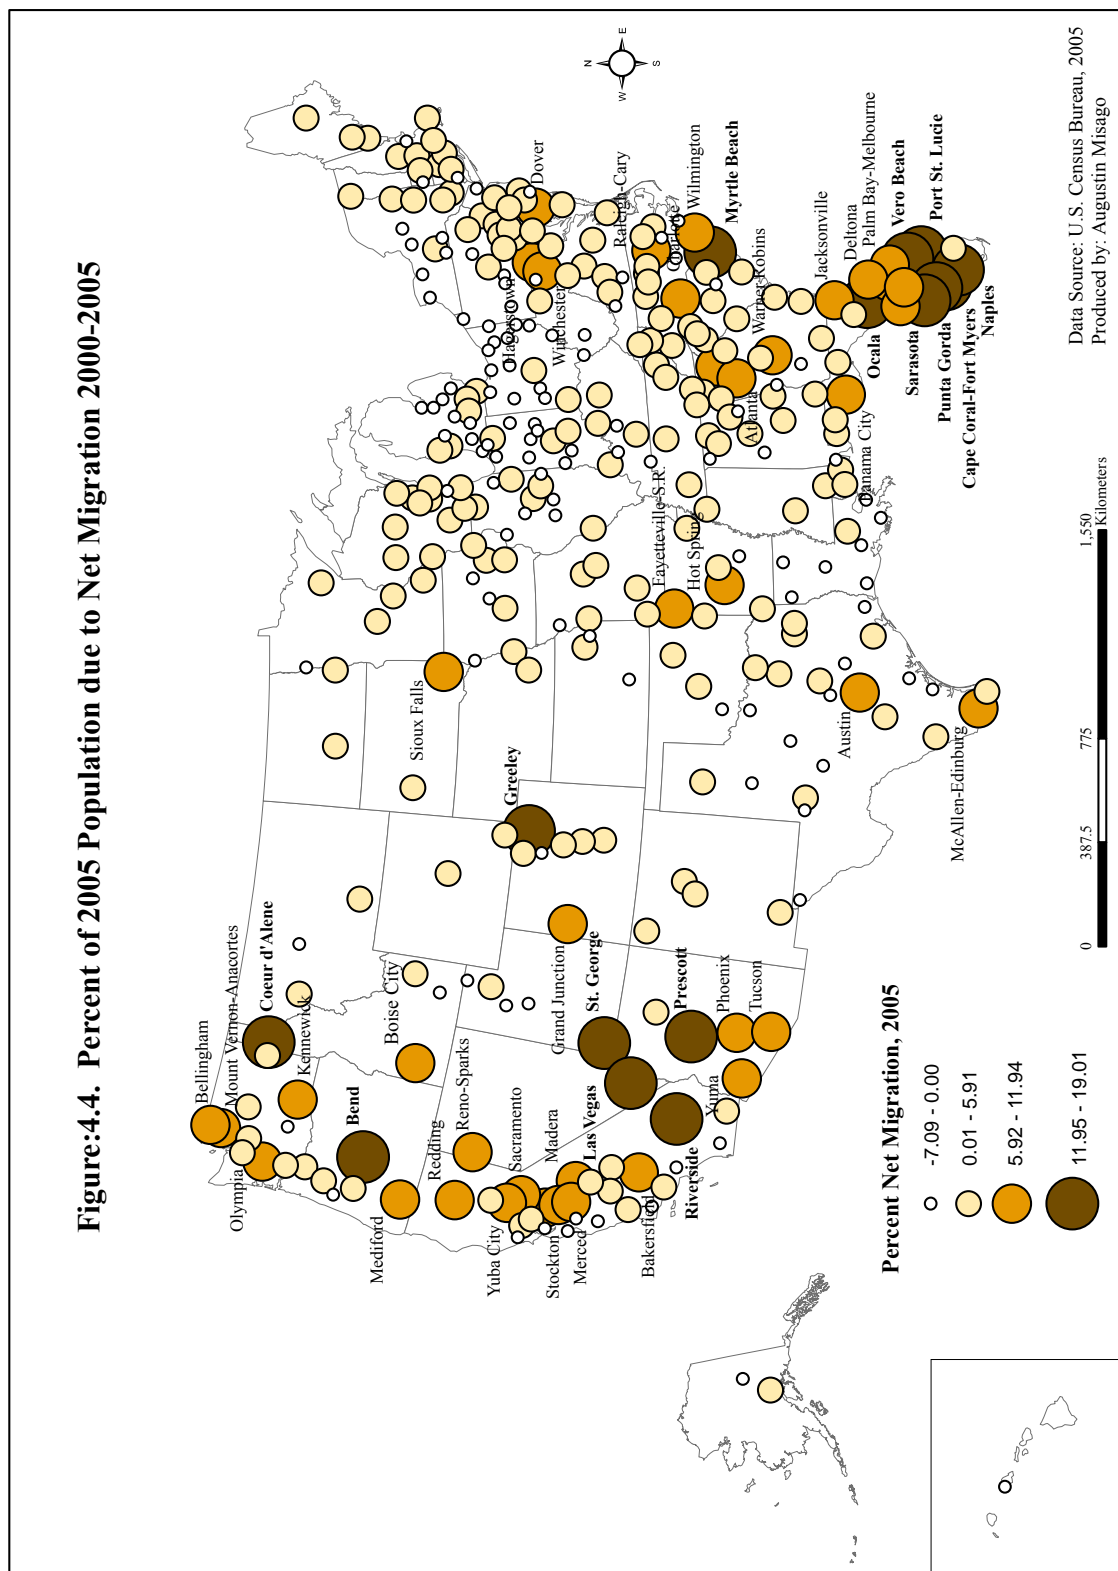 Figure:4.4. Percent of 2005 Population due to Net Migration 2000-2005
Bellingham
Mount Vernon-Anacortes
Coeur d'Alene
Kennewick
Olympia
Bend
Boise City
Mediford
Redding
Reno-Sparks
Yuba City
Sacramento
Stockton
Madera
Merced
Las Vegas
Bakersfield
Riverside
Grand Junction
St. George
Prescott
Phoenix
Tucson
Yuma
Greeley
Sioux Falls
Fayetteville-S.R.
Hot Spring
Austin
McAllen-Edinburg
Panama City
Atlanta
Warner Robins
Hagerstown
Winchester
Dover
Raleigh-Cary
Charlotte
Wilmington
Myrtle Beach
Jacksonville
Deltona
Palm Bay-Melbourne
Vero Beach
Port St. Lucie
Ocala
Sarasota
Punta Gorda
Cape Coral-Fort Myers
Naples
N
E
S
W
Percent Net Migration, 2005
-7.09 - 0.00
0.01 - 5.91
5.92 - 11.94
11.95 - 19.01
0 387.5 775 1,550
Kilometers
Data Source: U.S. Census Bureau, 2005
Produced by: Augustin Misago